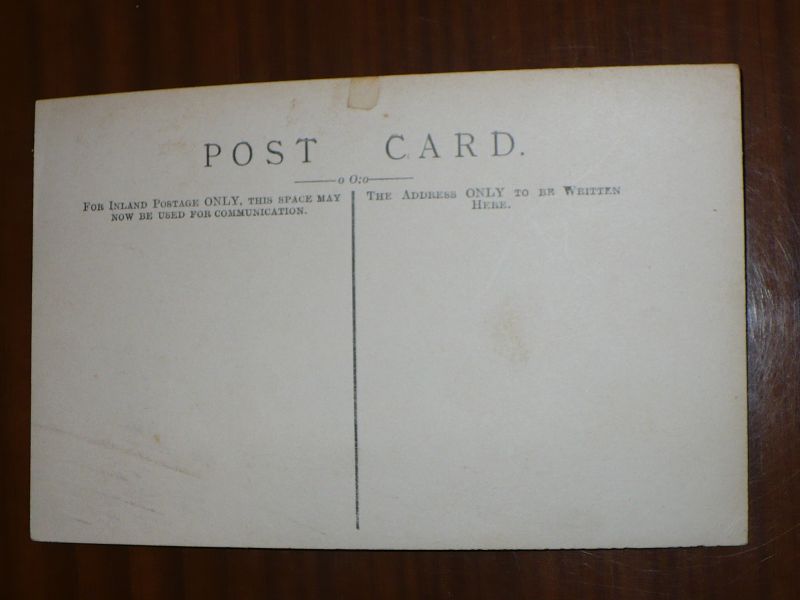 POST CARD.
o O:o
FOR INLAND POSTAGE ONLY, THIS SPACE MAY
NOW BE USED FOR COMMUNICATION.
THE ADDRESS ONLY TO BE WRITTEN
HERE.